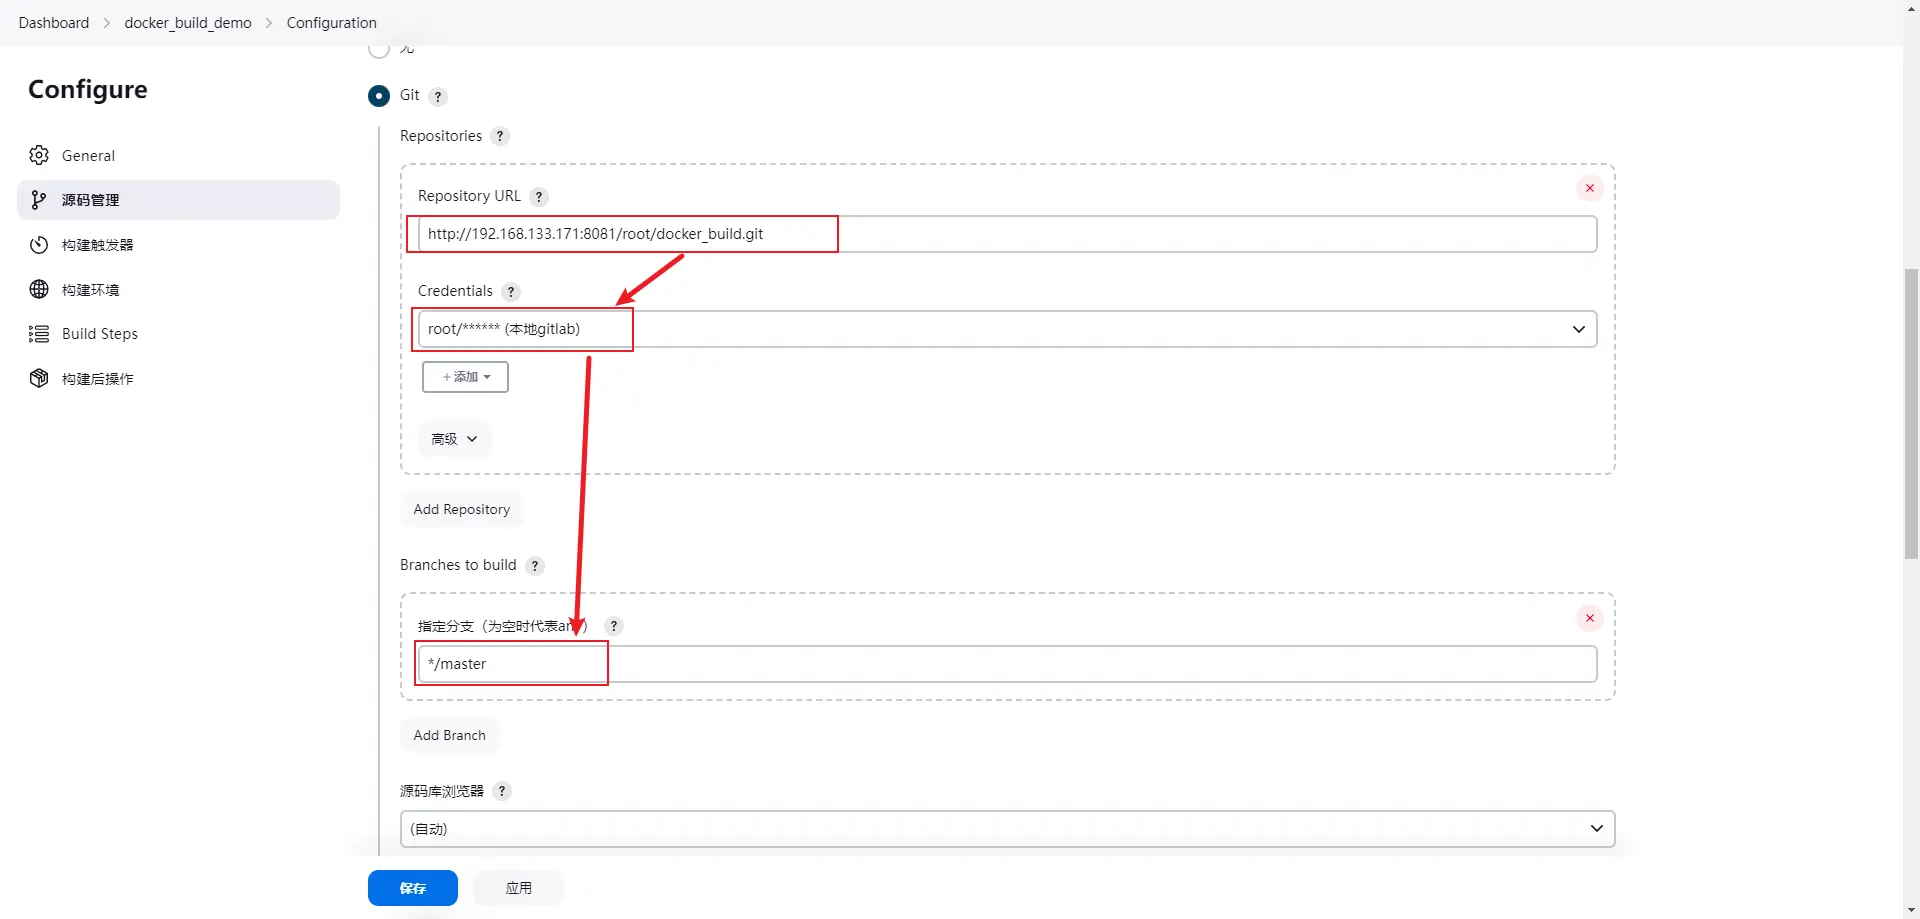 Dashboard > docker_build_demo > Configuration
Configure
General
源码管理
构建触发器
构建环境
Build Steps
构建后操作
无
Git ?
Repositories ?
Repository URL ?
http://192.168.133.171:8081/root/docker_build.git
Credentials ?
root/****** (本地gitlab)
+添加
高级
Add Repository
Branches to build ?
指定分支（为空时代表an ） ?
*/master
Add Branch
源码库浏览器 ?
(自动)
保存
应用